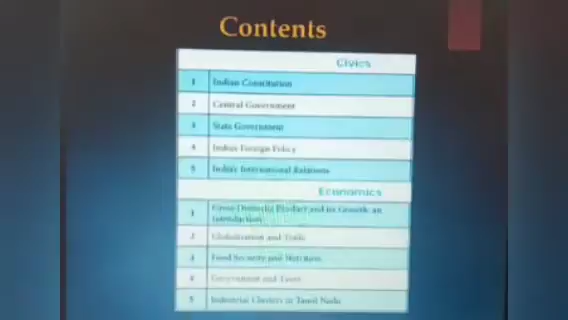 Contents
Civics
1 Indian Constitution
2 Central Government
3 State Government
4 India's Foreign Policy
5 India's International Relations
Economics
1 Gross Domestic Product and its Growth: an
Introduction
2 Globalization and Trade
3 Food Security and Nutrition
4 Government and Taxes
5 Industrial Clusters in Tamil Nadu